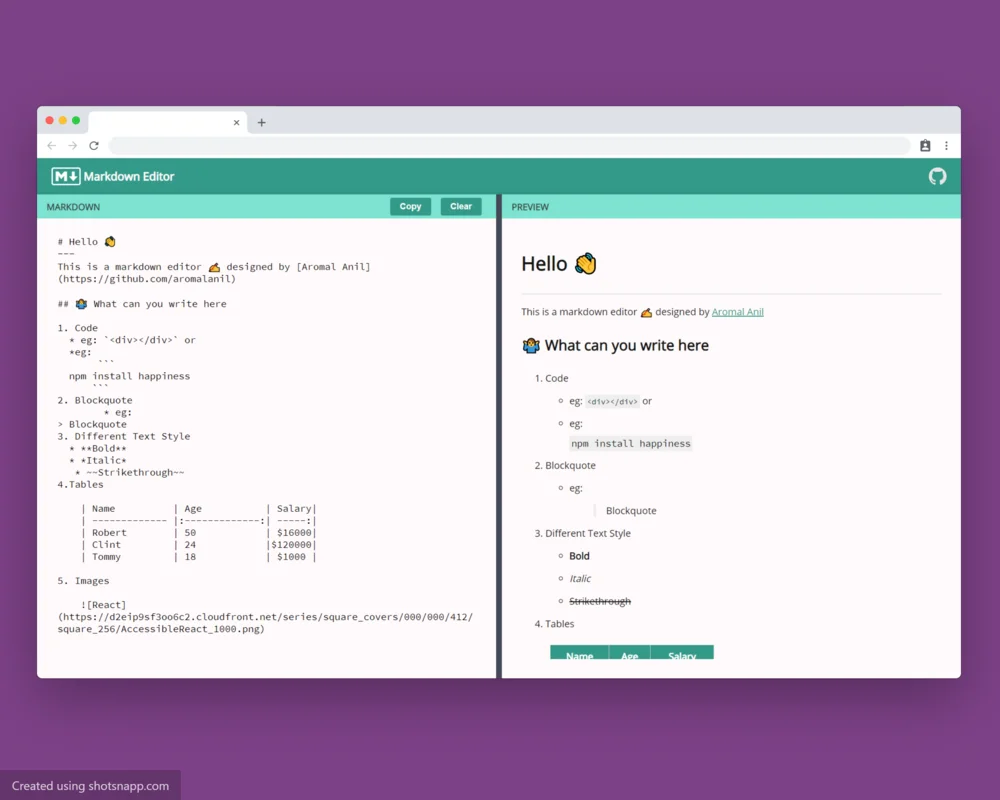 Markdown Editor
MARKDOWN
Copy
Clear
PREVIEW
# Hello 👏
---
This is a markdown editor ✍ designed by [Aromal Anil]
(https://github.com/aromalanil)
## 🤷 What can you write here
1. Code
* eg: `<div></div>` or
*eg:
```
npm install happiness
```
2. Blockquote
* eg:
> Blockquote
3. Different Text Style
* **Bold**
* *Italic*
* ~~Strikethrough~~
4.Tables
| Name | Age | Salary|
| ------------- |:-------------:| -----:|
| Robert | 50 | $16000|
| Clint | 24 |$120000|
| Tommy | 18 | $1000 |
5. Images
![React]
(https://d2eip9sf3oo6c2.cloudfront.net/series/square_covers/000/000/412/
square_256/AccessibleReact_1000.png)
Hello 👏
This is a markdown editor ✍ designed by Aromal Anil
🤷 What can you write here
1. Code
eg: <div></div> or
eg:
npm install happiness
2. Blockquote
eg:
Blockquote
3. Different Text Style
Bold
Italic
Strikethrough
4. Tables
Name Age Salary
Created using shotsnapp.com